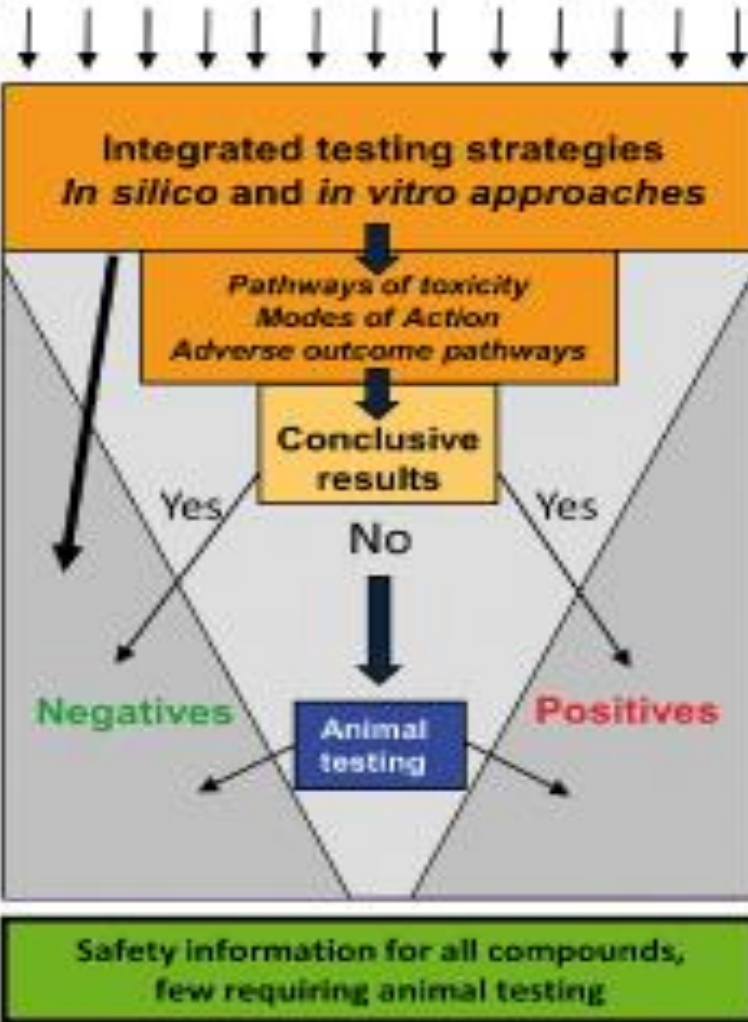 Integrated testing strategies
In silico and in vitro approaches
Pathways of toxicity
Modes of Action
Adverse outcome pathways
Conclusive
results
Yes
Yes
No
Negatives
Positives
Animal
testing
Safety information for all compounds,
few requiring animal testing